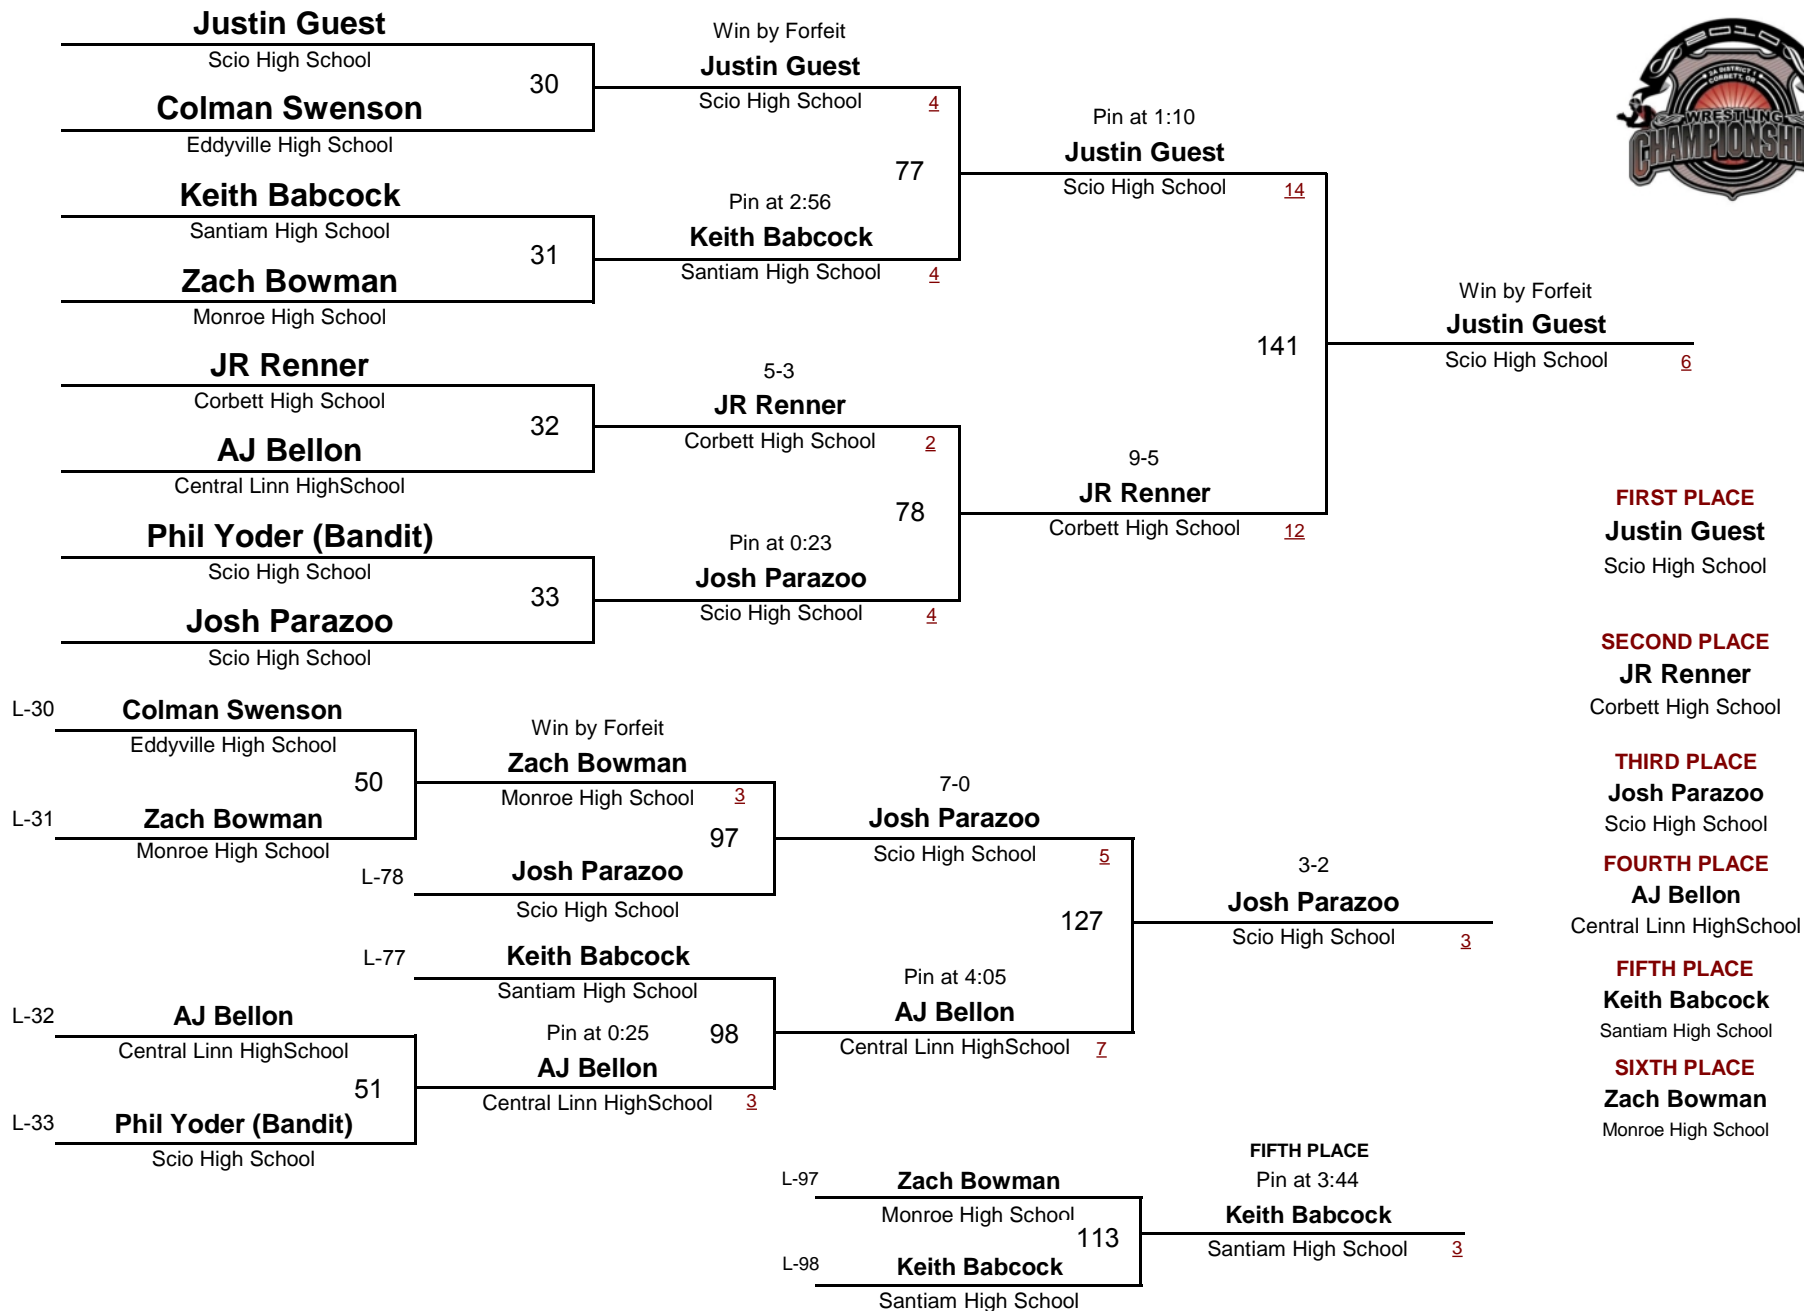 Justin Guest
Scio High School
30
Colman Swenson
Eddyville High School
Keith Babcock
Santiam High School
31
Zach Bowman
Monroe High School
JR Renner
Corbett High School
32
AJ Bellon
Central Linn HighSchool
Phil Yoder (Bandit)
Scio High School
33
Josh Parazoo
Scio High School
Win by Forfeit
Justin Guest
Scio High School 4
77
Pin at 2:56
Keith Babcock
Santiam High School 4
5-3
JR Renner
Corbett High School 2
78
Pin at 0:23
Josh Parazoo
Scio High School 4
Pin at 1:10
Justin Guest
Scio High School 14
141
9-5
JR Renner
Corbett High School 12
Win by Forfeit
Justin Guest
Scio High School 6
2010
2A DISTRICT 1
CORBETT, OR
WRESTLING
CHAMPIONSHI
FIRST PLACE
Justin Guest
Scio High School
SECOND PLACE
JR Renner
Corbett High School
THIRD PLACE
Josh Parazoo
Scio High School
FOURTH PLACE
AJ Bellon
Central Linn HighSchool
FIFTH PLACE
Keith Babcock
Santiam High School
SIXTH PLACE
Zach Bowman
Monroe High School
L-30 Colman Swenson
Eddyville High School
50
L-31 Zach Bowman
Monroe High School
Win by Forfeit
Zach Bowman
Monroe High School 3
97
L-78 Josh Parazoo
Scio High School
L-77 Keith Babcock
Santiam High School
L-32 AJ Bellon
Central Linn HighSchool
51
L-33 Phil Yoder (Bandit)
Scio High School
Pin at 0:25 98
AJ Bellon
Central Linn HighSchool 3
7-0
Josh Parazoo
Scio High School 5
127
Pin at 4:05
AJ Bellon
Central Linn HighSchool 7
3-2
Josh Parazoo
Scio High School 3
L-97 Zach Bowman
Monroe High School
113
L-98 Keith Babcock
Santiam High School
FIFTH PLACE
Pin at 3:44
Keith Babcock
Santiam High School 3